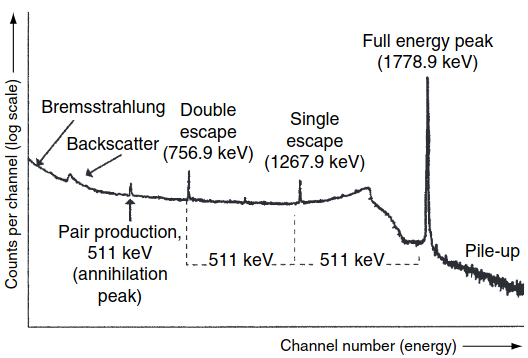 Full energy peak
(1778.9 keV)
Bremsstrahlung
Double
escape
(756.9 keV)
Single
escape
(1267.9 keV)
Backscatter
Counts per channel (log scale)
Pair production,
511 keV
(annihilation
peak)
511 keV
511 keV
Pile-up
Channel number (energy)